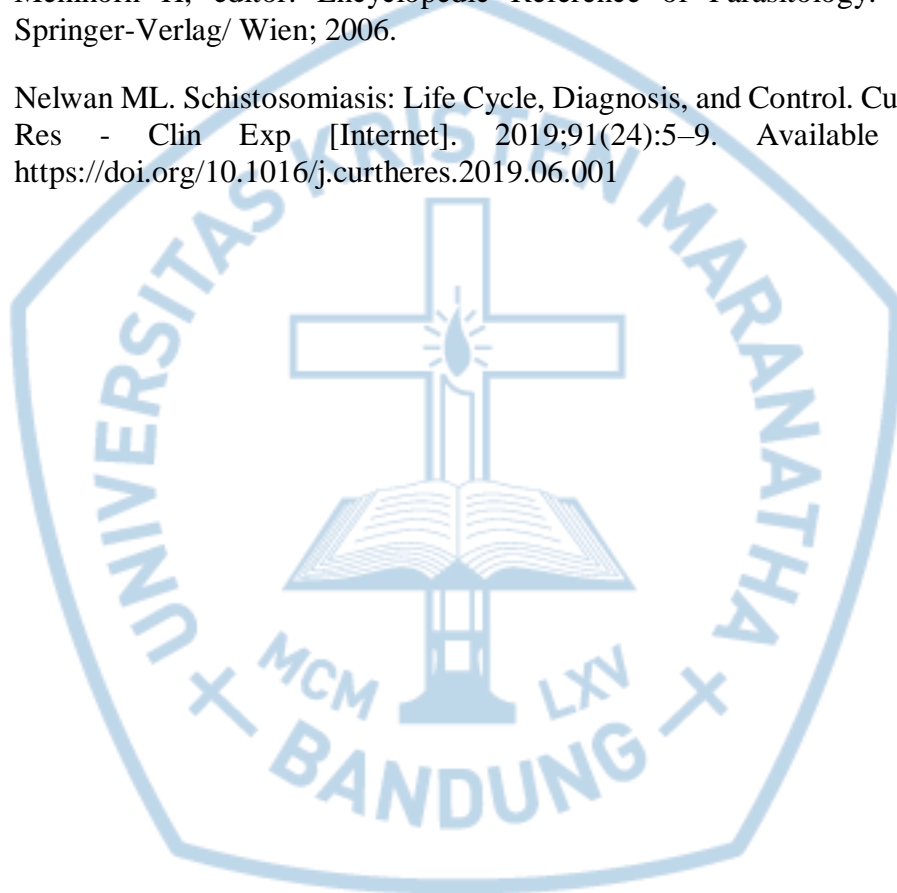 Mehlhorn H, editor. Encyclopedic Reference of Parasitology.
Springer-Verlag/ Wien; 2006.
Nelwan ML. Schistosomiasis: Life Cycle, Diagnosis, and Control. Cu
Res - Clin Exp [Internet]. 2019;91(24):5–9. Available
https://doi.org/10.1016/j.curtheres.2019.06.001
UNIVERSITAS KRISTEN MARANATHA
MCM LXV
BANDUNG